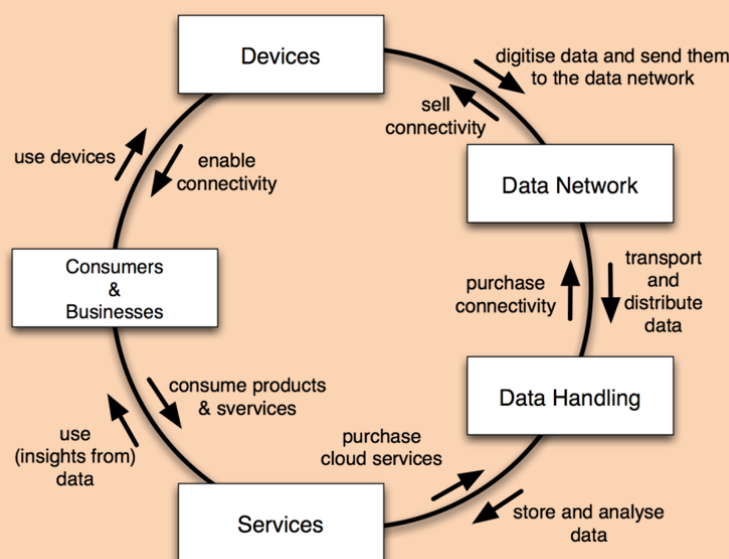 Devices
digitise data and send them
to the data network
sell
connectivity
use devices
enable
connectivity
Data Network
Consumers
&
Businesses
purchase
connectivity
transport
and
distribute
data
Data Handling
consume products
& svervices
use
(insights from)
data
purchase
cloud services
Services
store and analyse
data